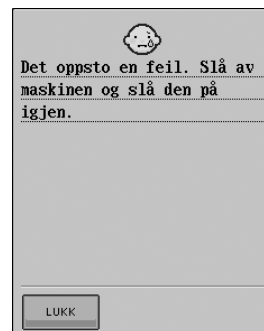 Det oppsto en feil. Slå av
maskinen og slå den på
igjen.
LUKK